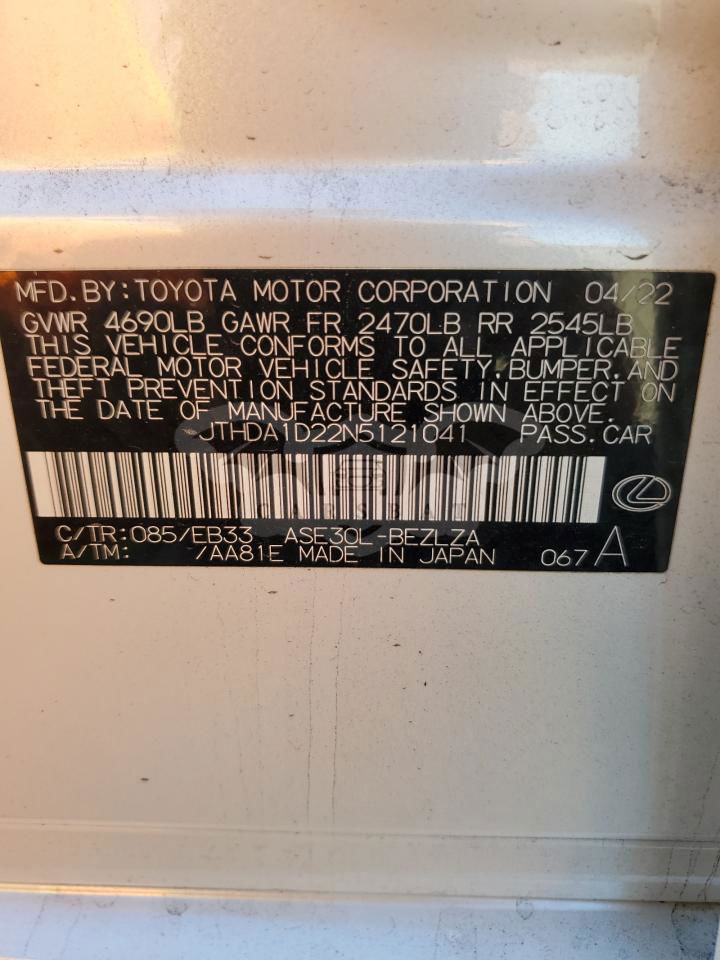 MFD.BY:TOYOTA MOTOR CORPORATION 04/22
GVWR 4690LB GAWR FR 2470LB RR 2545LB
THIS VEHICLE CONFORMS TO ALL APPLICABLE
FEDERAL MOTOR VEHICLE SAFETY,BUMPER,AND
THEFT PREVENTION STANDARDS IN EFFECT ON
THE DATE OF MANUFACTURE SHOWN ABOVE.
JTHDA1D22N5121041 PASS.CAR
CARSBAT
C/TR:085/EB33 ASE30L-BEZLZA
A/TM: /AA81E MADE IN JAPAN 067 A